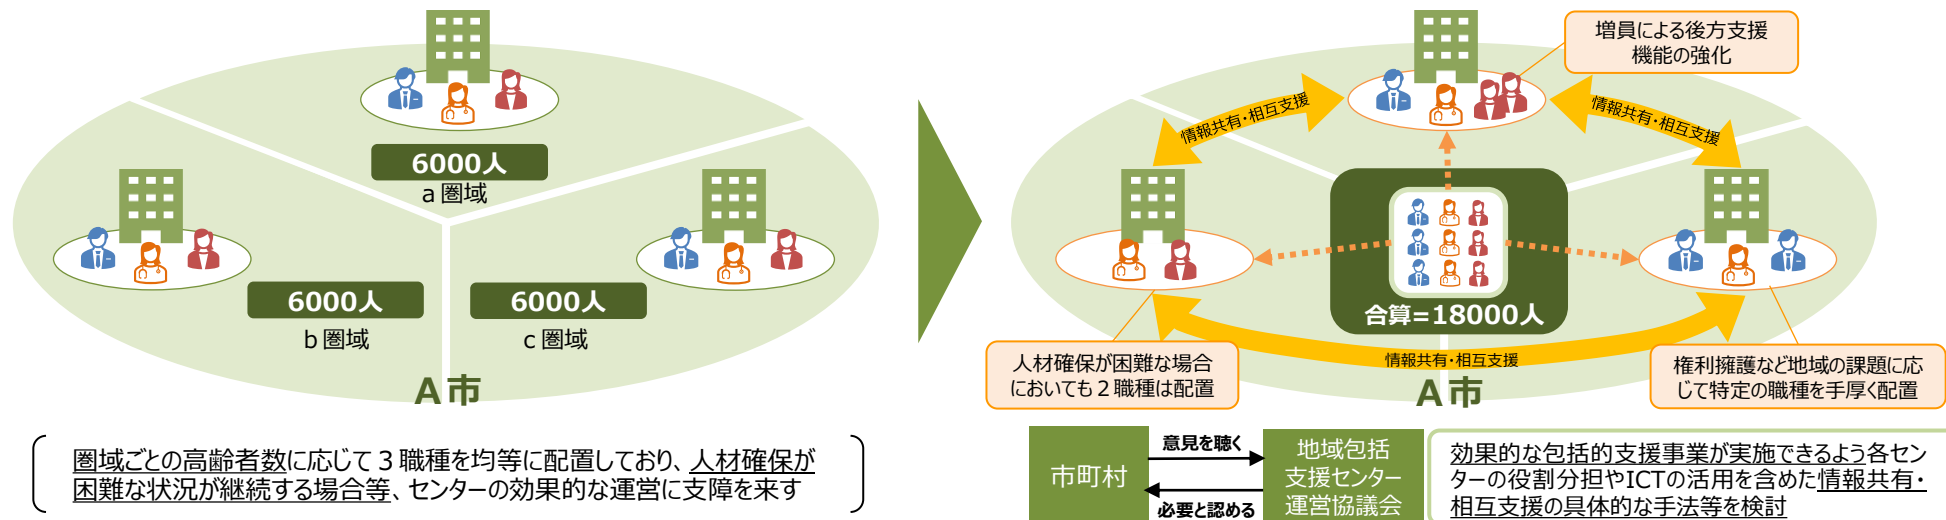 6000人
a 圏域
6000人
b 圏域
6000人
c 圏域
A市
圏域ごとの高齢者数に応じて３職種を均等に配置しており、人材確保が
困難な状況が継続する場合等、センターの効果的な運営に支障を来す
増員による後方支援
機能の強化
情報共有・相互支援
情報共有・相互支援
合算=18000人
人材確保が困難な場合
においても２職種は配置
情報共有・相互支援
権利擁護など地域の課題に応
じて特定の職種を手厚く配置
A市
市町村
意見を聴く
必要と認める
地域包括
支援センター
運営協議会
効果的な包括的支援事業が実施できるよう各セン
ターの役割分担やICTの活用を含めた情報共有・
相互支援の具体的な手法等を検討